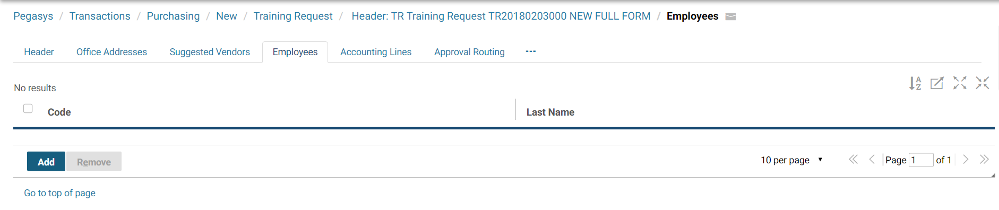 Pegasys / Transactions / Purchasing / New / Training Request / Header: TR Training Request TR20180203000 NEW FULL FORM / Employees
Header Office Addresses Suggested Vendors Employees Accounting Lines Approval Routing ---
No results
A
Z
Code Last Name
Add Remove 10 per page Page 1 of 1
Go to top of page